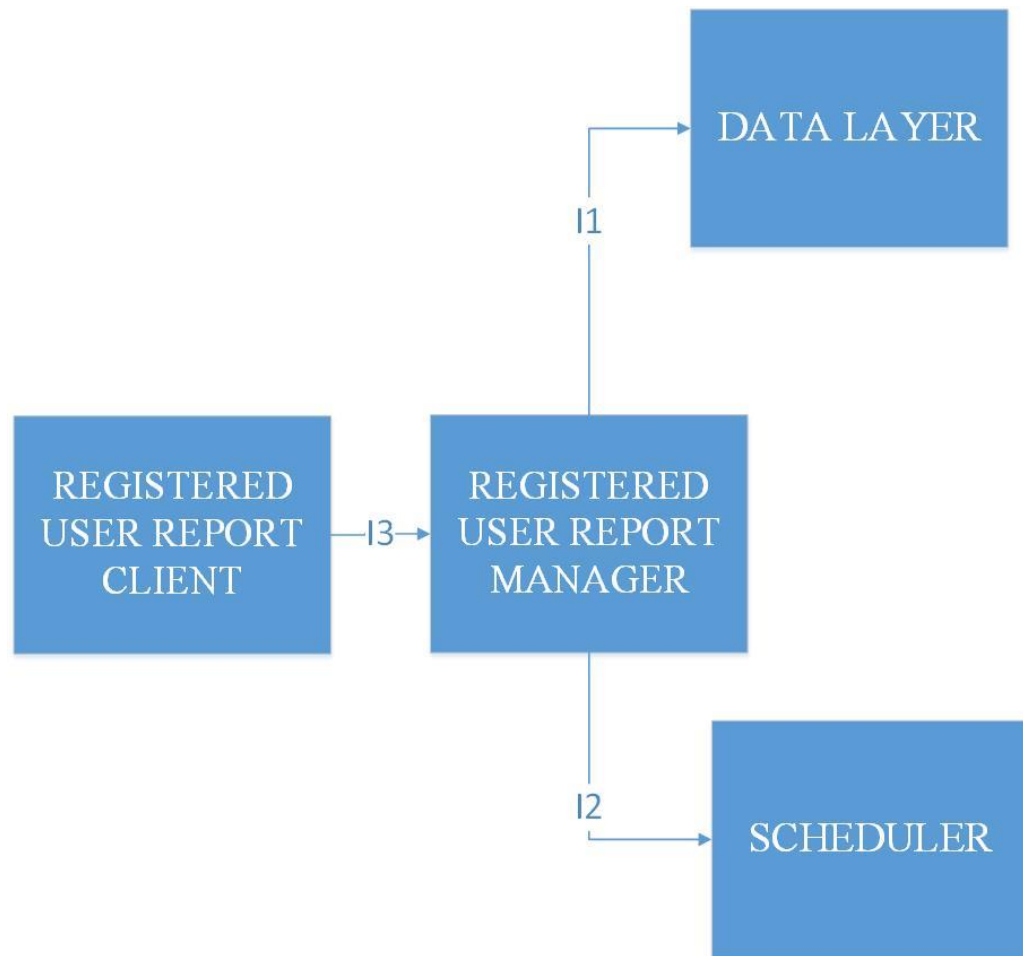 DATA LAYER
I1
REGISTERED
USER REPORT
CLIENT
I3
REGISTERED
USER REPORT
MANAGER
I2
SCHEDULER